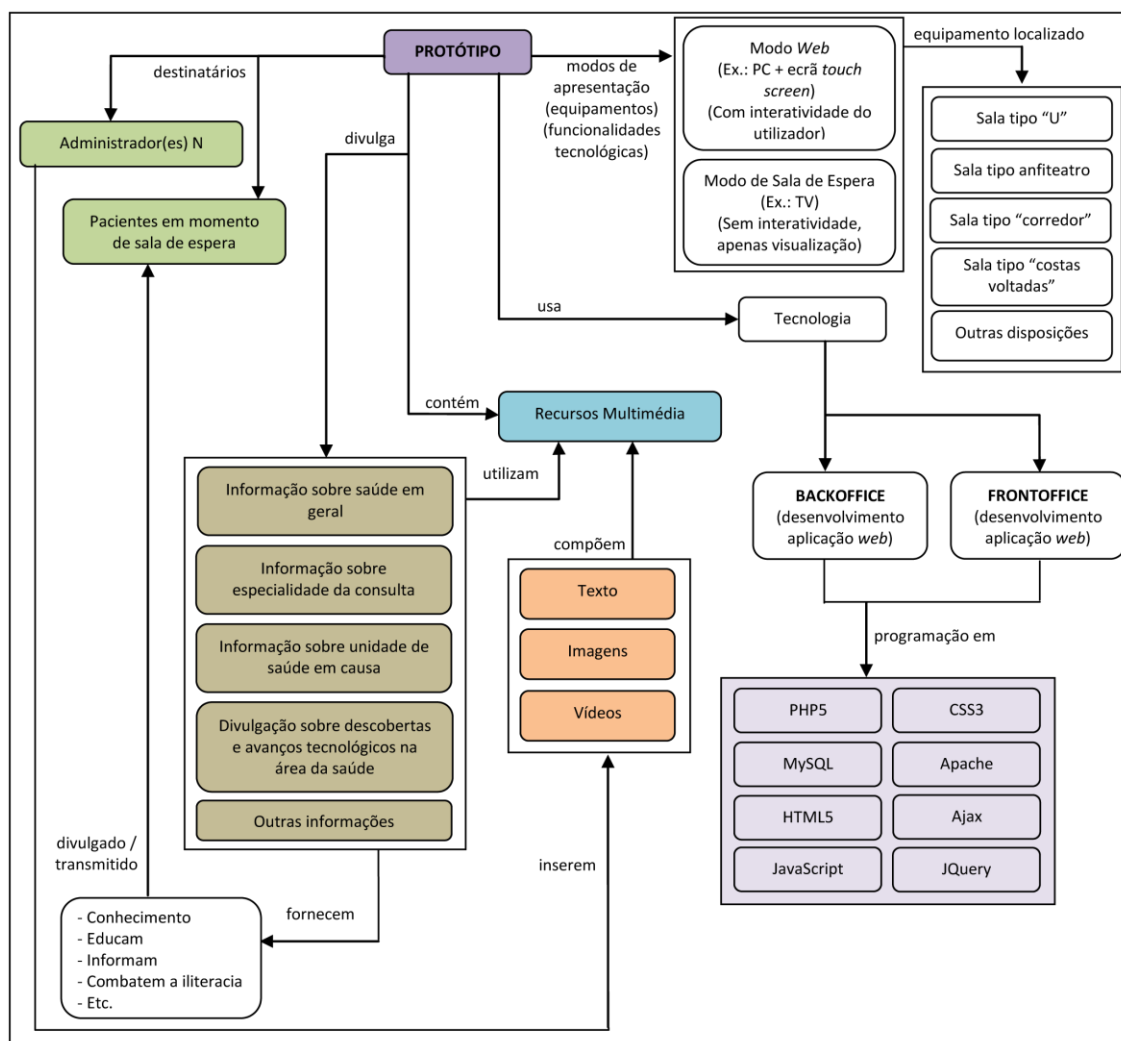 PROTÓTIPO
destinatários
Administrador(es) N
Pacientes em momento
de sala de espera
divulga
modos de
apresentação
(equipamentos)
(funcionalidades
tecnológicas)
Modo Web
(Ex.: PC + ecrã touch
screen)
(Com interatividade do
utilizador)
Modo de Sala de Espera
(Ex.: TV)
(Sem interatividade,
apenas visualização)
equipamento localizado
Sala tipo “U”
Sala tipo anfiteatro
Sala tipo “corredor”
Sala tipo “costas
voltadas”
Outras disposições
usa
Tecnologia
contém
Recursos Multimédia
utilizam
Informação sobre saúde em
geral
Informação sobre
especialidade da consulta
Informação sobre unidade de
saúde em causa
Divulgação sobre descobertas
e avanços tecnológicos na
área da saúde
Outras informações
compõem
Texto
Imagens
Vídeos
BACKOFFICE
(desenvolvimento
aplicação web)
FRONTOFFICE
(desenvolvimento
aplicação web)
programação em
PHP5
CSS3
MySQL
Apache
HTML5
Ajax
JavaScript
JQuery
divulgado /
transmitido
inserem
fornecem
- Conhecimento
- Educam
- Informam
- Combatem a iliteracia
- Etc.